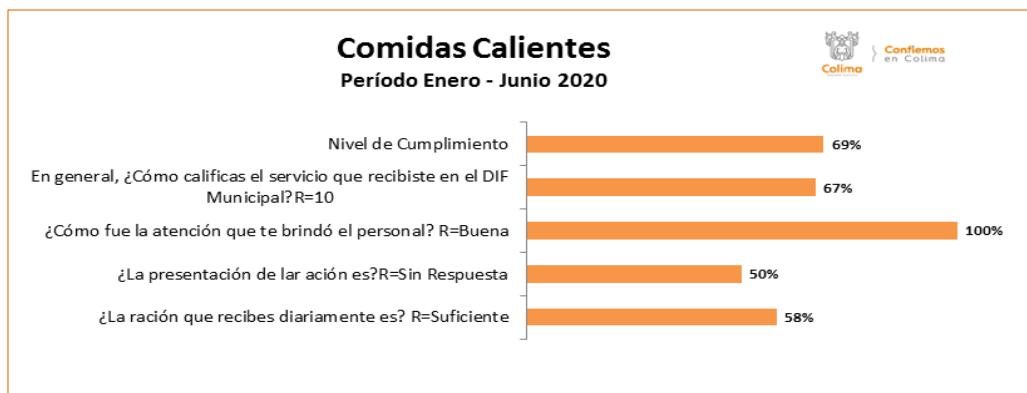 Comidas Calientes
Período Enero - Junio 2020
Colima
Confiemos
en Colima
Nivel de Cumplimiento
69%
En general, ¿Cómo calificas el servicio que recibiste en el DIF
Municipal?R=10
67%
¿Cómo fue la atención que te brindó el personal? R=Buena
100%
¿La presentación de lar ación es?R=Sin Respuesta
50%
¿La ración que recibes diariamente es? R=Suficiente
58%